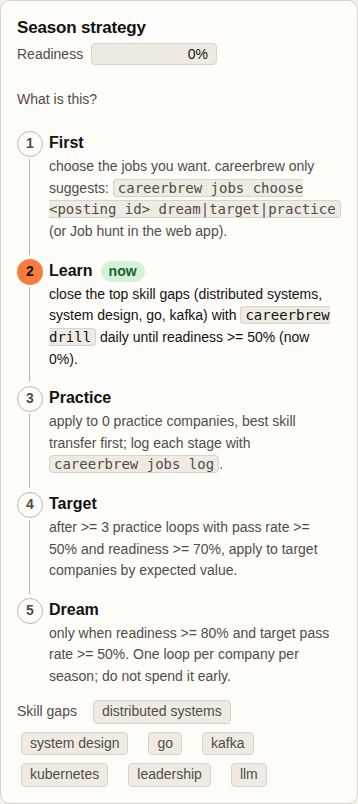 Season strategy
Readiness 0%
What is this?
1 First
choose the jobs you want. careerbrew only
suggests: careerbrew jobs choose
<posting id> dream|target|practice
(or Job hunt in the web app).
2 Learn now
close the top skill gaps (distributed systems,
system design, go, kafka) with careerbrew
drill daily until readiness >= 50% (now
0%).
3 Practice
apply to 0 practice companies, best skill
transfer first; log each stage with
careerbrew jobs log.
4 Target
after >= 3 practice loops with pass rate >=
50% and readiness >= 70%, apply to target
companies by expected value.
5 Dream
only when readiness >= 80% and target pass
rate >= 50%. One loop per company per
season; do not spend it early.
Skill gaps distributed systems
system design go kafka
kubernetes leadership llm